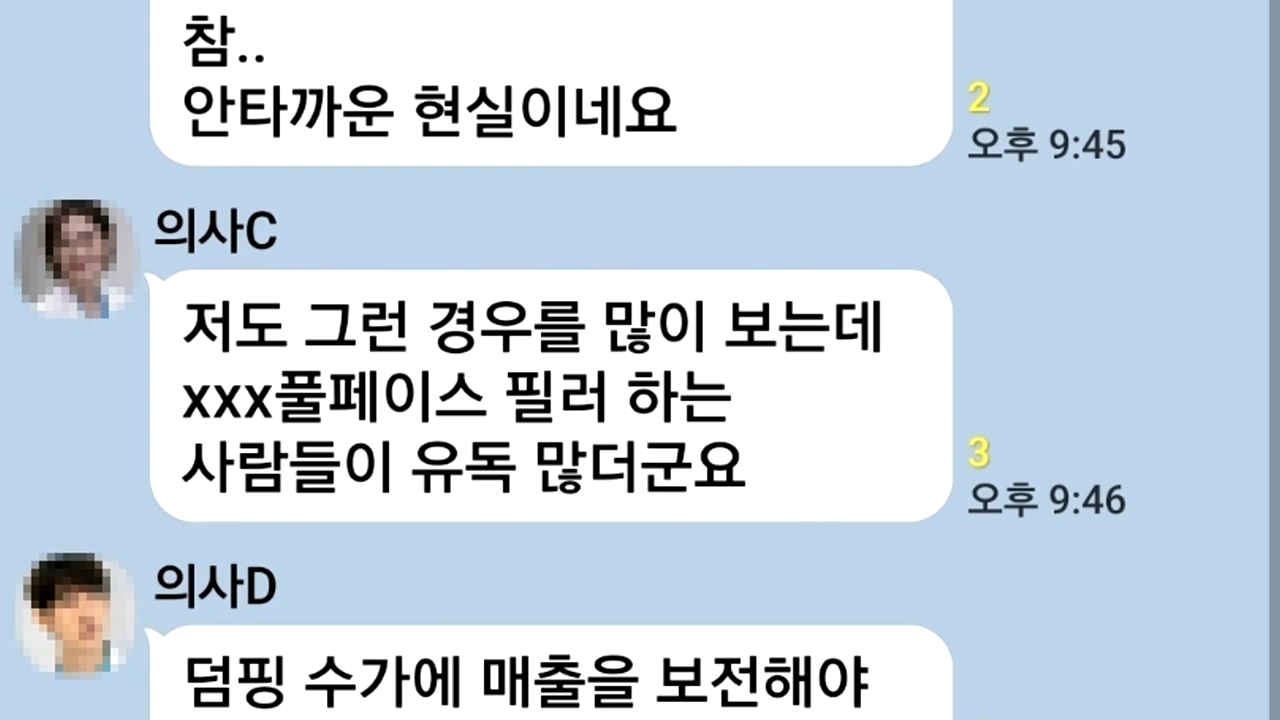 참..
안타까운 현실이네요
2
오후 9:45
의사C
저도 그런 경우를 많이 보는데
xxx풀페이스 필러 하는
사람들이 유독 많더군요
3
오후 9:46
의사D
덤핑 수가에 매출을 보전해야